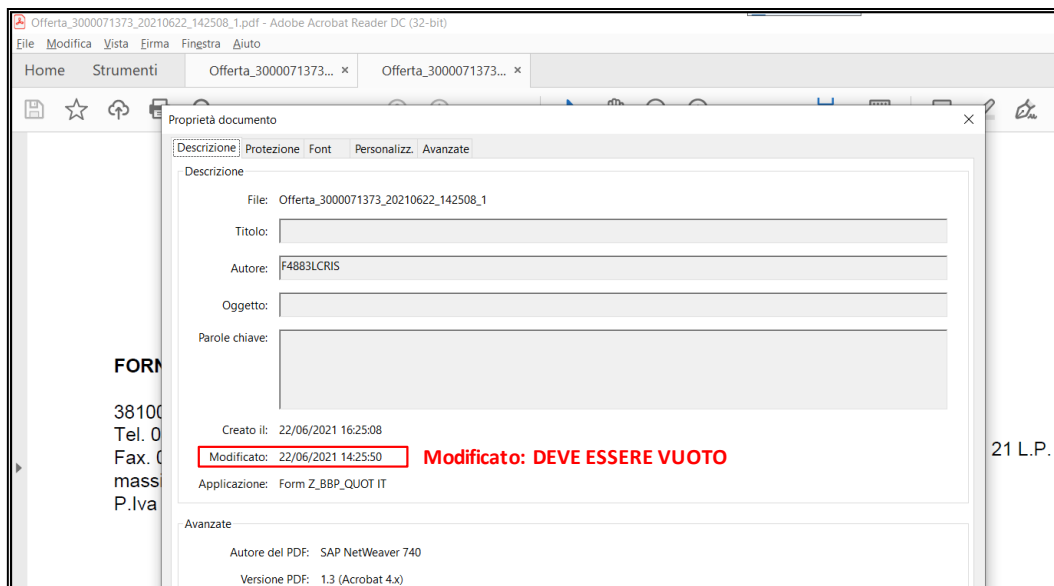 Offerta_3000071373_20210622_142508_1.pdf - Adobe Acrobat Reader DC (32-bit)
File Modifica Vista Firma Finestra Aiuto
Home Strumenti Offerta_3000071373... × Offerta_3000071373... ×
Proprietà documento
Descrizione Protezione Font Personalizz. Avanzate
Descrizione
File: Offerta_3000071373_20210622_142508_1
Titolo:
Autore: F4883LCRIS
Oggetto:
Parole chiave:
FORN
38100
Creato il: 22/06/2021 16:25:08
Tel. 0
Modificato: 22/06/2021 14:25:50 Modificato: DEVE ESSERE VUOTO
Fax. 0
21 L.P.
massi
Applicazione: Form Z_BBP_QUOT IT
P.Iva
Avanzate
Autore del PDF: SAP NetWeaver 740
Versione PDF: 1.3 (Acrobat 4.x)